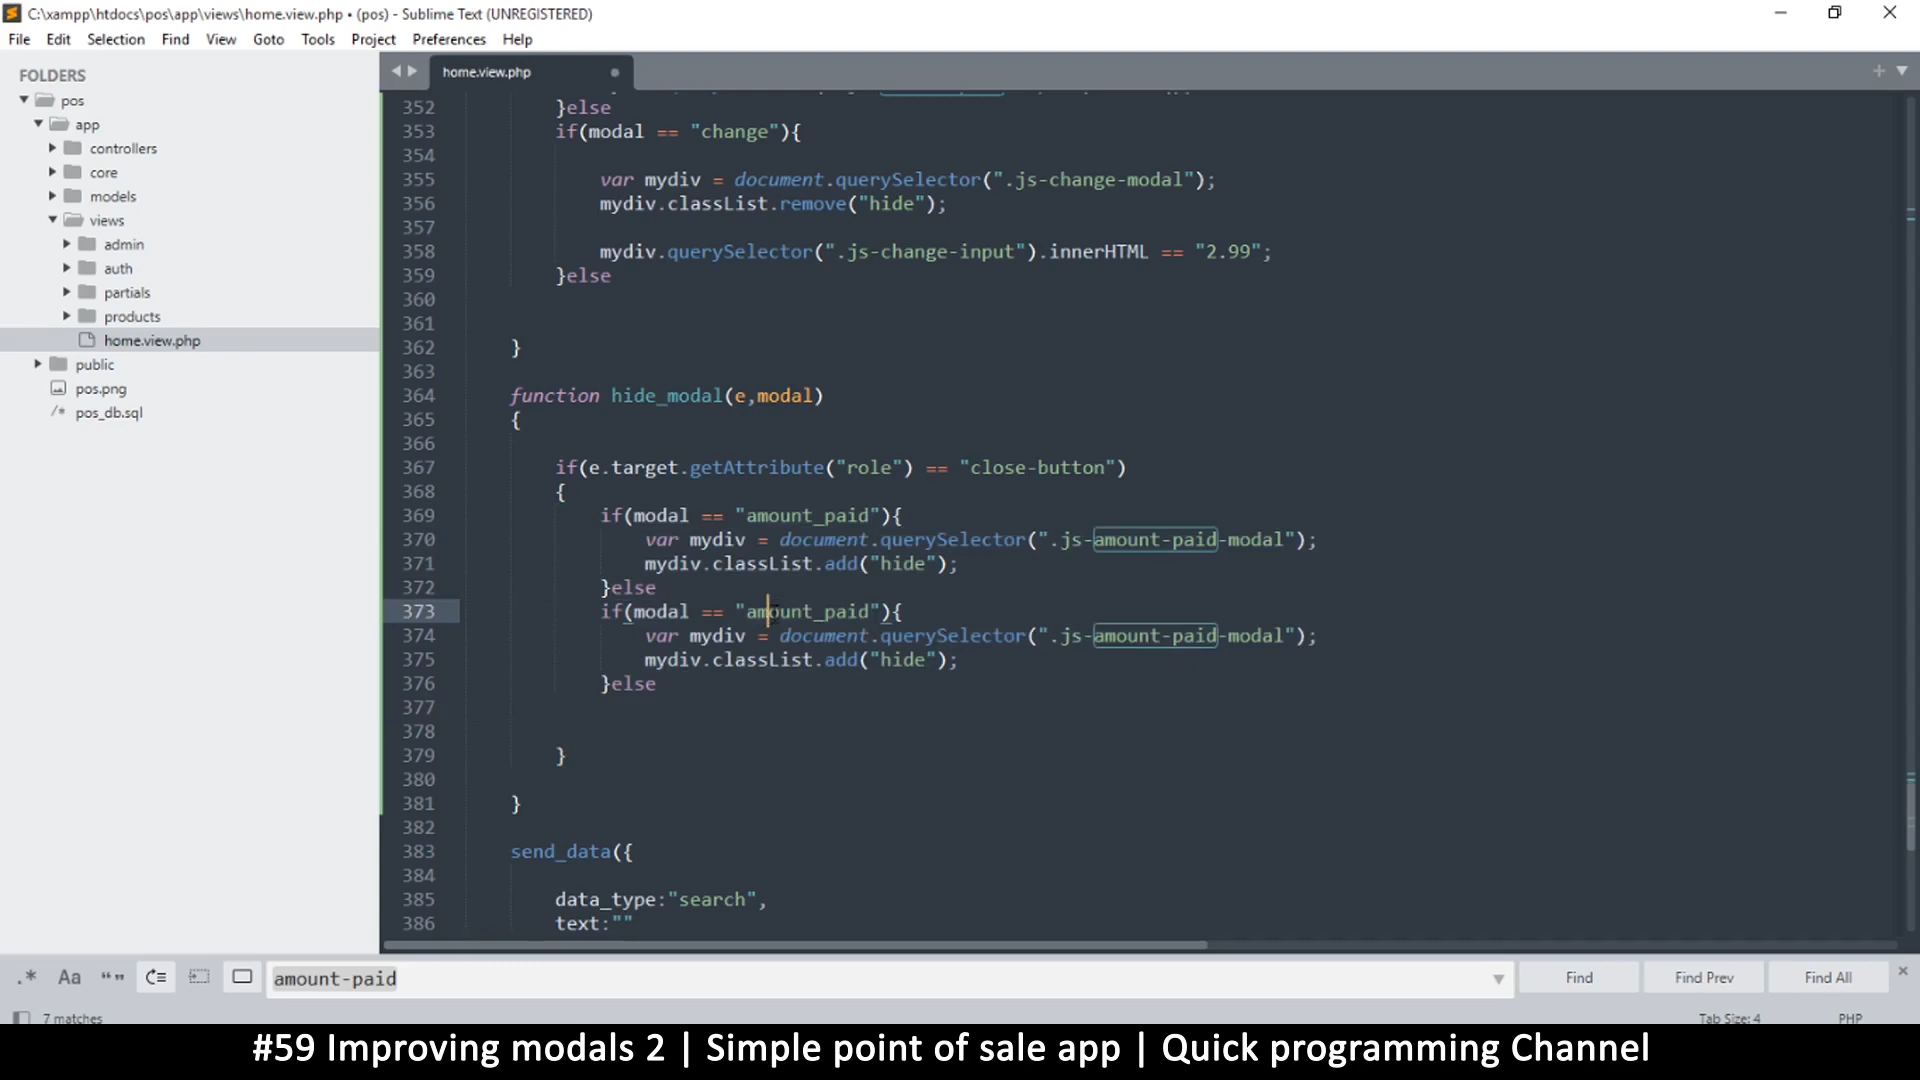 C:\xampp\htdocs\pos\app\views\home.view.php • (pos) - Sublime Text (UNREGISTERED)
File Edit Selection Find View Goto Tools Project Preferences Help
FOLDERS
pos
app
controllers
core
models
views
admin
auth
partials
products
home.view.php
public
pos.png
pos_db.sql
home.view.php
352 }else
353 if(modal == "change"){
354
355 var mydiv = document.querySelector(".js-change-modal");
356 mydiv.classList.remove("hide");
357
358 mydiv.querySelector(".js-change-input").innerHTML == "2.99";
359 }else
360
361
362 }
363
364 function hide_modal(e,modal)
365 {
366
367 if(e.target.getAttribute("role") == "close-button")
368 {
369 if(modal == "amount_paid"){
370 var mydiv = document.querySelector(".js-amount-paid-modal");
371 mydiv.classList.add("hide");
372 }else
373 if(modal == "amount_paid"){
374 var mydiv = document.querySelector(".js-amount-paid-modal");
375 mydiv.classList.add("hide");
376 }else
377
378
379 }
380
381 }
382
383 send_data({
384
385 data_type:"search",
386 text:""
.* Aa “” amount-paid Find Find Prev Find All
7 matches Tab Size: 4 PHP
#59 Improving modals 2 | Simple point of sale app | Quick programming Channel